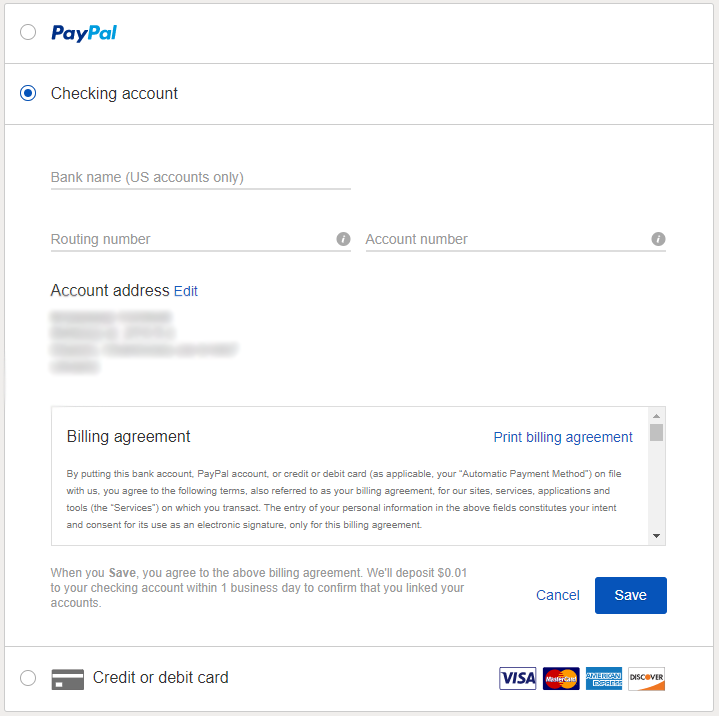 PayPal
Checking account
Bank name (US accounts only)
Routing number i Account number i
Account address Edit
Billing agreement Print billing agreement
By putting this bank account, PayPal account, or credit or debit card (as applicable, your “Automatic Payment Method”) on file
with us, you agree to the following terms, also referred to as your billing agreement, for our sites, services, applications and
tools (the “Services”) on which you transact. The entry of your personal information in the above fields constitutes your intent
and consent for its use as an electronic signature, only for this billing agreement.
When you Save, you agree to the above billing agreement. We'll deposit $0.01
to your checking account within 1 business day to confirm that you linked your
accounts.
Cancel Save
Credit or debit card VISA MasterCard AMERICAN EXPRESS DISCOVER